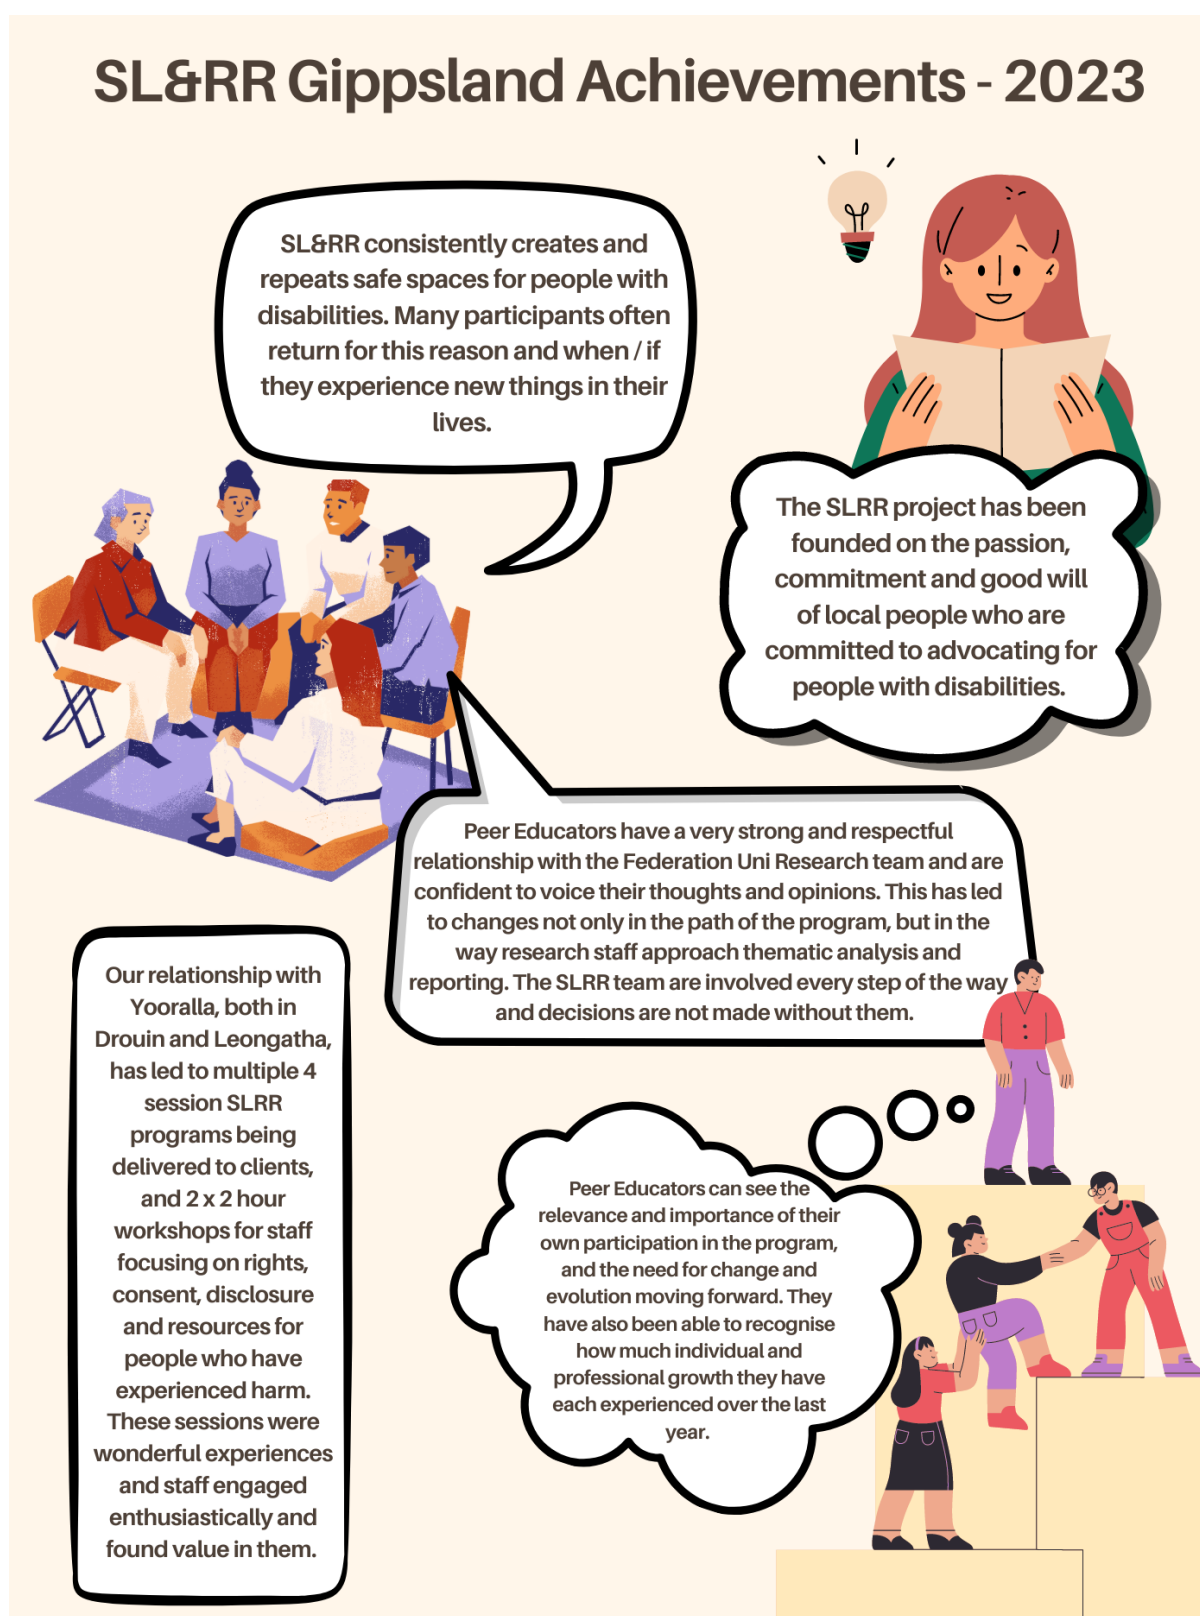 SL&RR Gippsland Achievements - 2023
SL&RR consistently creates and
repeats safe spaces for people with
disabilities. Many participants often
return for this reason and when / if
they experience new things in their
lives.
The SLRR project has been
founded on the passion,
commitment and good will
of local people who are
committed to advocating for
people with disabilities.
Peer Educators have a very strong and respectful
relationship with the Federation Uni Research team and are
confident to voice their thoughts and opinions. This has led
to changes not only in the path of the program, but in the
way research staff approach thematic analysis and
reporting. The SLRR team are involved every step of the way
and decisions are not made without them.
Our relationship with
Yooralla, both in
Drouin and Leongatha,
has led to multiple 4
session SLRR
programs being
delivered to clients,
and 2 x 2 hour
workshops for staff
focusing on rights,
consent, disclosure
and resources for
people who have
experienced harm.
These sessions were
wonderful experiences
and staff engaged
enthusiastically and
found value in them.
Peer Educators can see the
relevance and importance of their
own participation in the program,
and the need for change and
evolution moving forward. They
have also been able to recognise
how much individual and
professional growth they have
each experienced over the last
year.